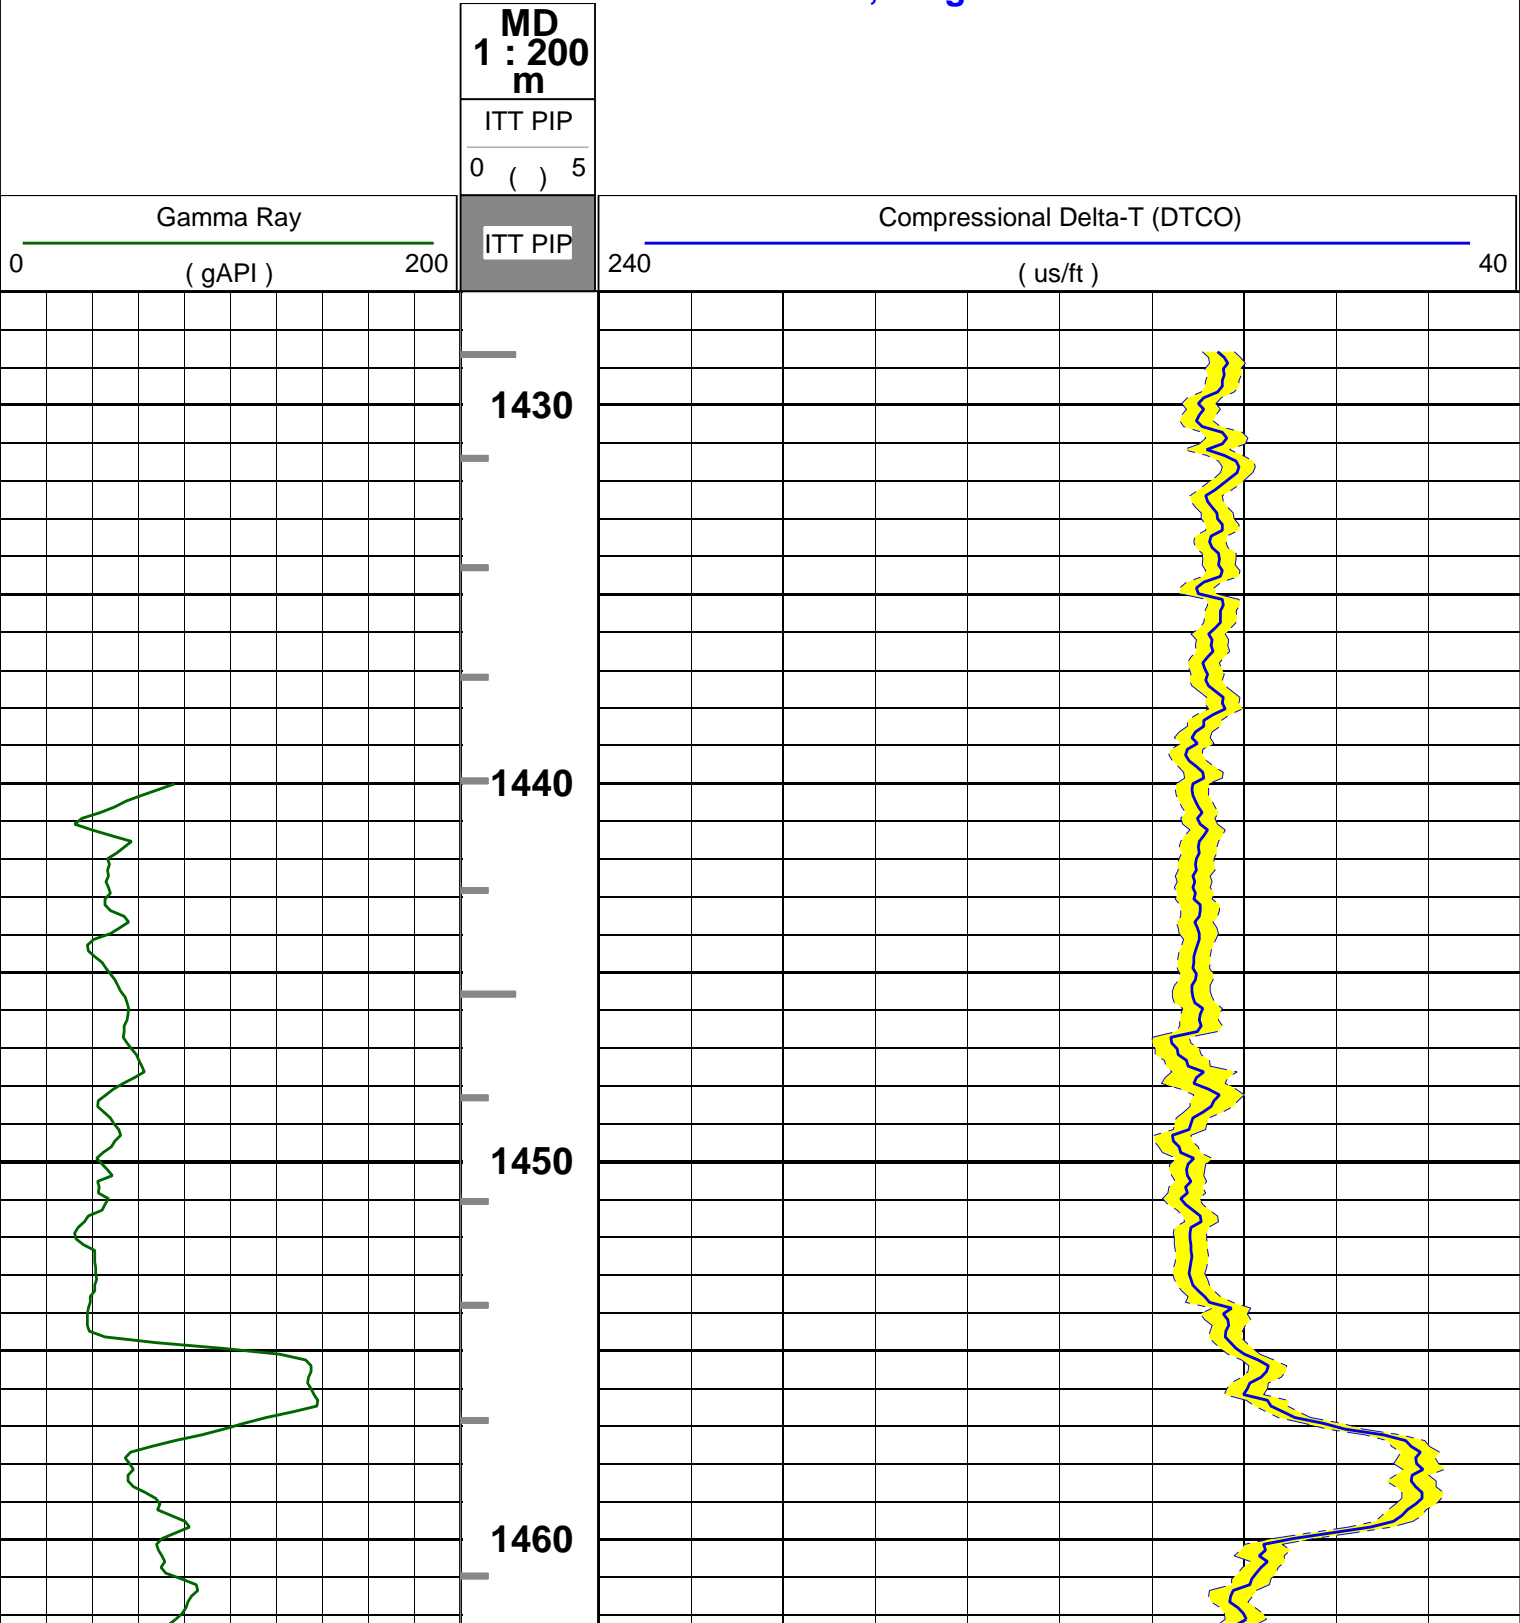 MD
1 : 200
m
ITT PIP
0 ( ) 5
Gamma Ray
0 ( gAPI ) 200
ITT PIP
Compressional Delta-T (DTCO)
240 ( us/ft ) 40
1430
1440
1450
1460